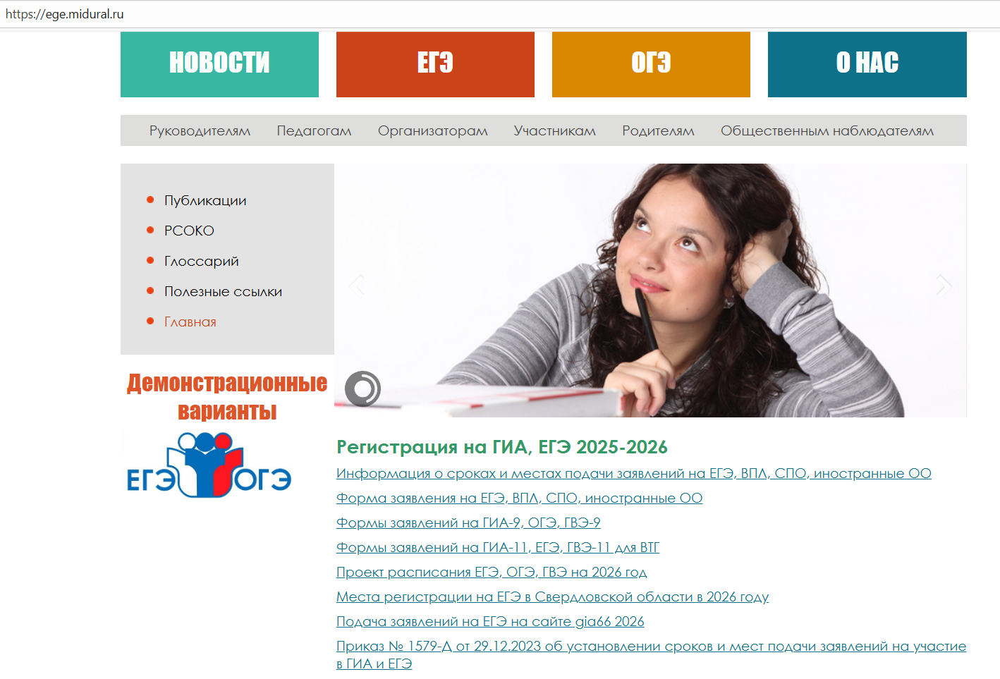 https://ege.midural.ru
НОВОСТИ
ЕГЭ
ОГЭ
О НАС
Руководителям
Педагогам
Организаторам
Участникам
Родителям
Общественным наблюдателям
Публикации
РСОКО
Глоссарий
Полезные ссылки
Главная
Демонстрационные
варианты
ЕГЭ ОГЭ
Регистрация на ГИА, ЕГЭ 2025-2026
Информация о сроках и местах подачи заявлений на ЕГЭ, ВПЛ, СПО, иностранные ОО
Форма заявления на ЕГЭ, ВПЛ, СПО, иностранные ОО
Формы заявлений на ГИА-9, ОГЭ, ГВЭ-9
Формы заявлений на ГИА-11, ЕГЭ, ГВЭ-11 для ВТГ
Проект расписания ЕГЭ, ОГЭ, ГВЭ на 2026 год
Места регистрации на ЕГЭ в Свердловской области в 2026 году
Подача заявлений на ЕГЭ на сайте gia66 2026
Приказ № 1579-Д от 29.12.2023 об установлении сроков и мест подачи заявлений на участие
в ГИА и ЕГЭ